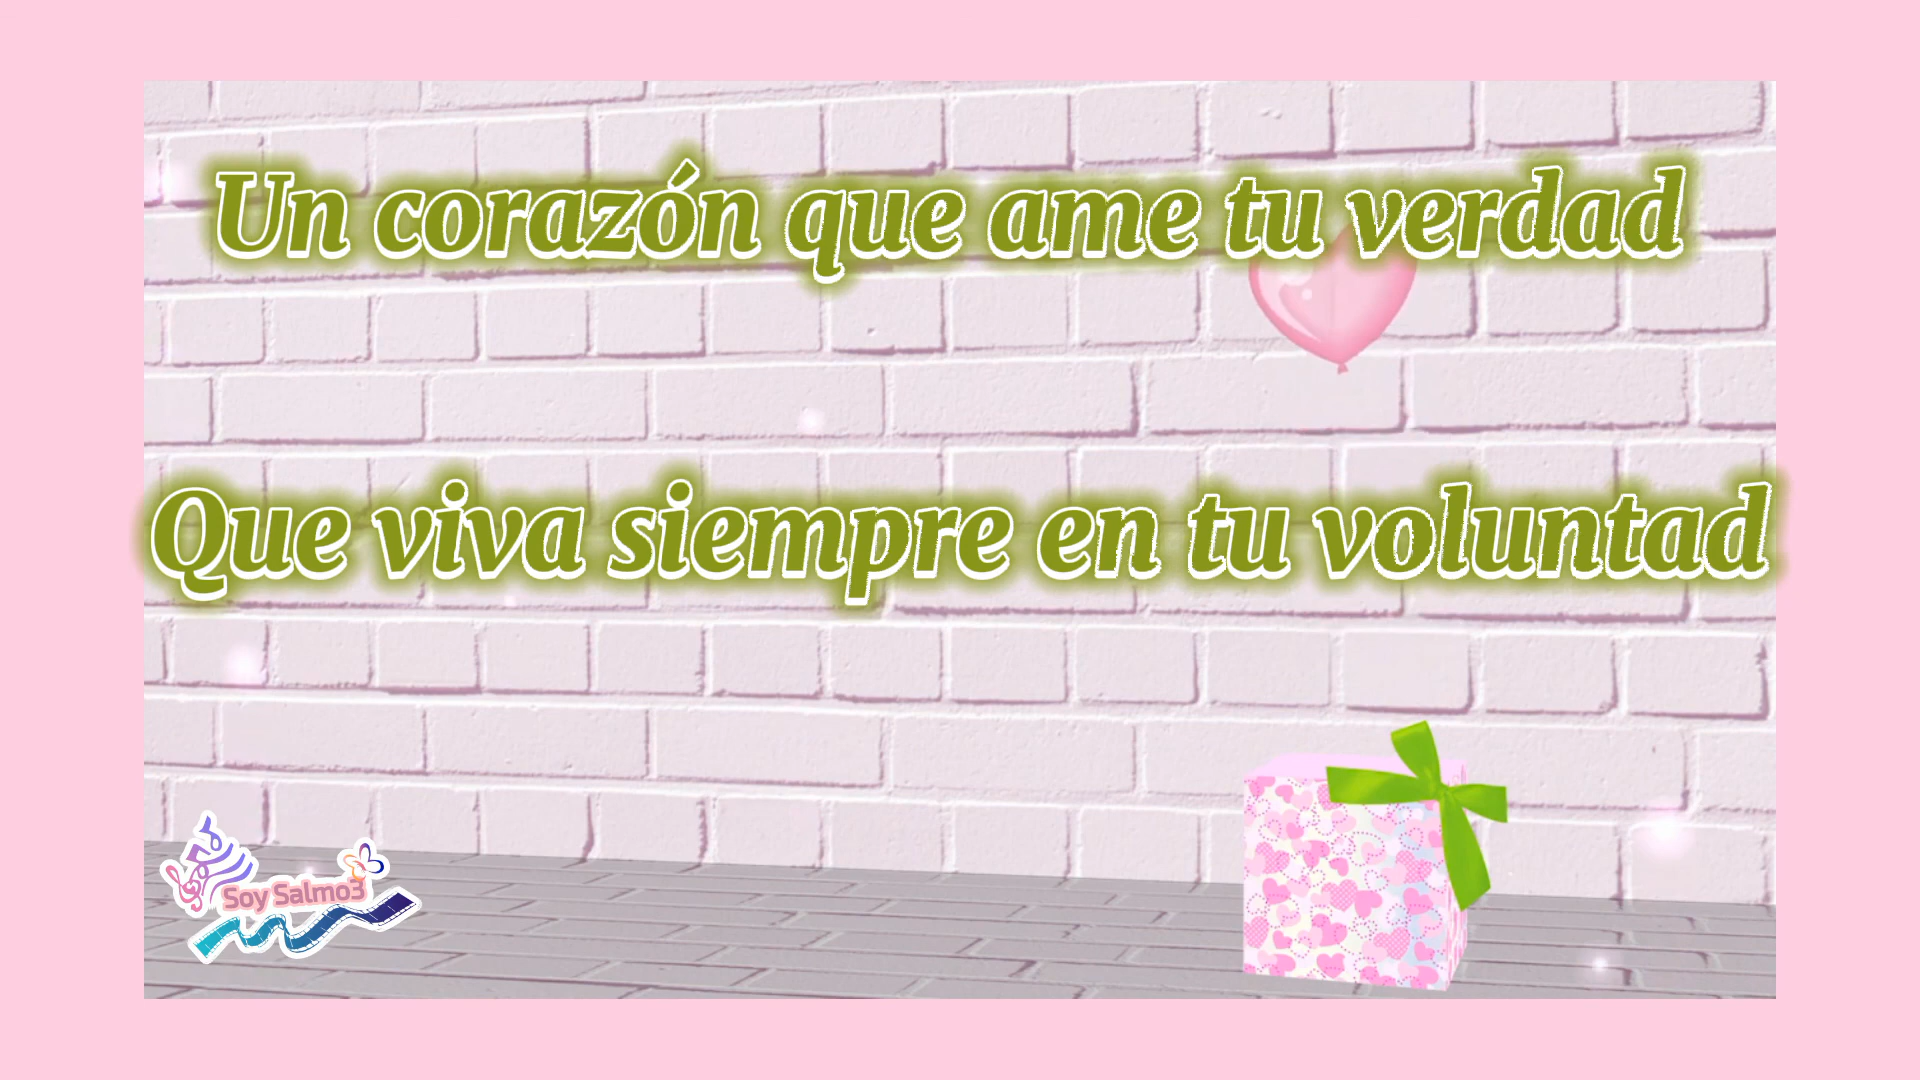 Un corazón que ame tu verdad
Que viva siempre en tu voluntad
Soy Salmo3